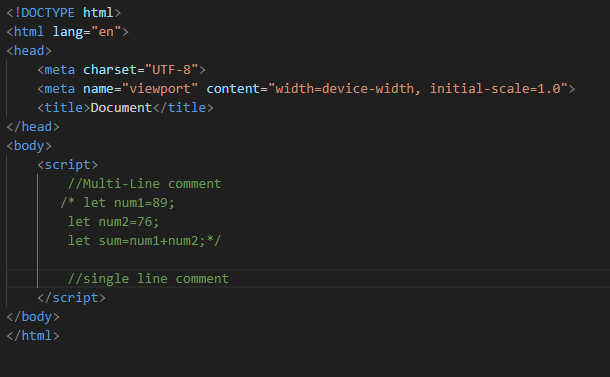 <!DOCTYPE html>
<html lang="en">
<head>
    <meta charset="UTF-8">
    <meta name="viewport" content="width=device-width, initial-scale=1.0">
    <title>Document</title>
</head>
<body>
    <script>
        //Multi-Line comment
       /* let num1=89;
        let num2=76;
        let sum=num1+num2;*/

        //single line comment
    </script>
</body>
</html>